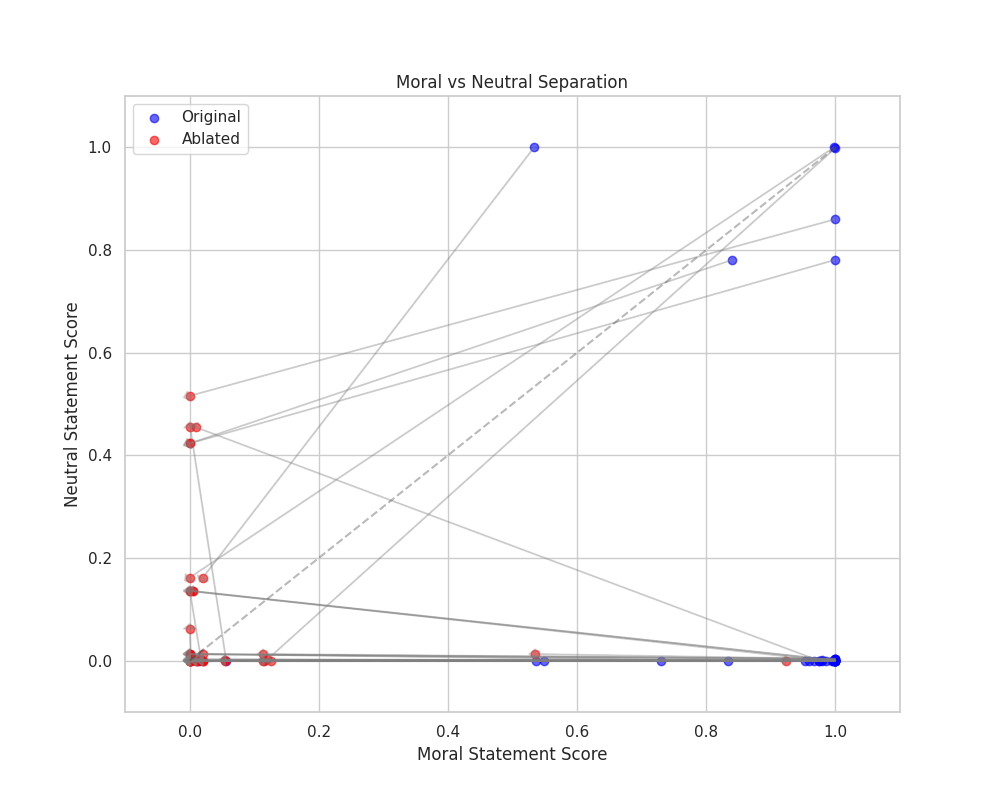 Moral vs Neutral Separation
Original
Ablated
1.0
0.8
0.6
0.4
0.2
0.0
Neutral Statement Score
0.0 0.2 0.4 0.6 0.8 1.0
Moral Statement Score